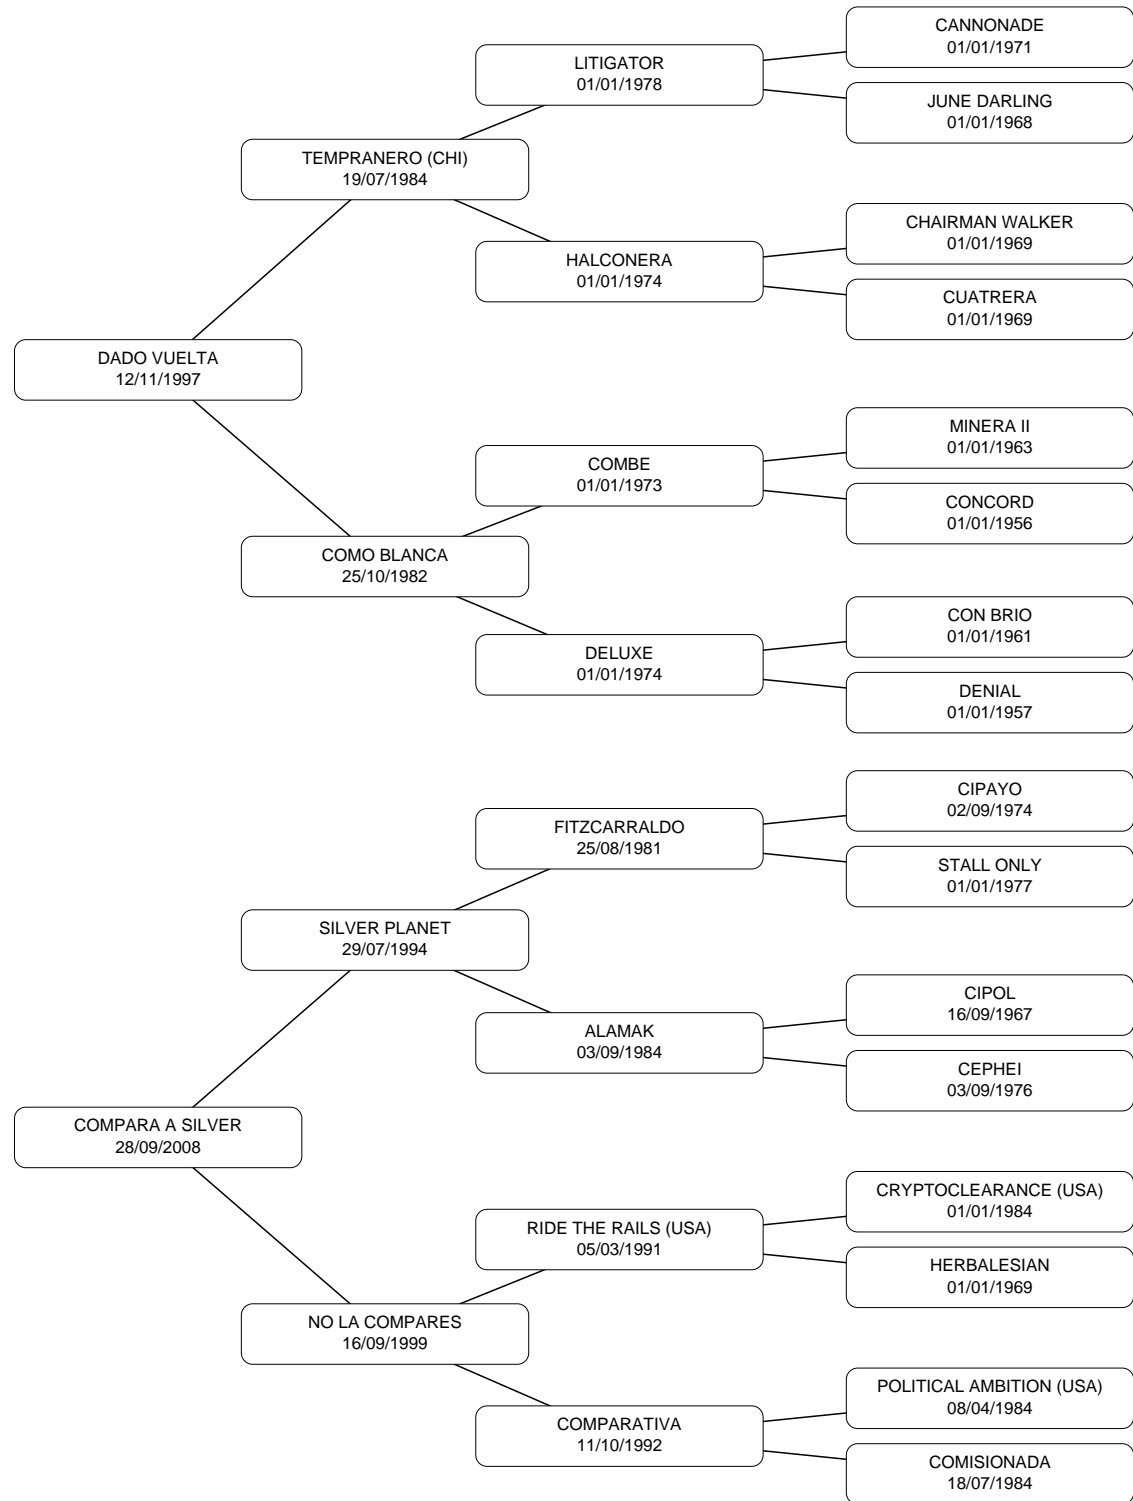 CANNONADE
01/01/1971
LITIGATOR
01/01/1978
JUNE DARLING
01/01/1968
TEMPRANERO (CHI)
19/07/1984
CHAIRMAN WALKER
01/01/1969
HALCONERA
01/01/1974
CUATRERA
01/01/1969
DADO VUELTA
12/11/1997
MINERA II
01/01/1963
COMBE
01/01/1973
CONCORD
01/01/1956
COMO BLANCA
25/10/1982
CON BRIO
01/01/1961
DELUXE
01/01/1974
DENIAL
01/01/1957
CIPAYO
02/09/1974
FITZCARRALDO
25/08/1981
STALL ONLY
01/01/1977
SILVER PLANET
29/07/1994
CIPOL
16/09/1967
ALAMAK
03/09/1984
CEPHEI
03/09/1976
COMPARA A SILVER
28/09/2008
CRYPTOCLEARANCE (USA)
01/01/1984
RIDE THE RAILS (USA)
05/03/1991
HERBALESIAN
01/01/1969
NO LA COMPARES
16/09/1999
POLITICAL AMBITION (USA)
08/04/1984
COMPARATIVA
11/10/1992
COMISIONADA
18/07/1984